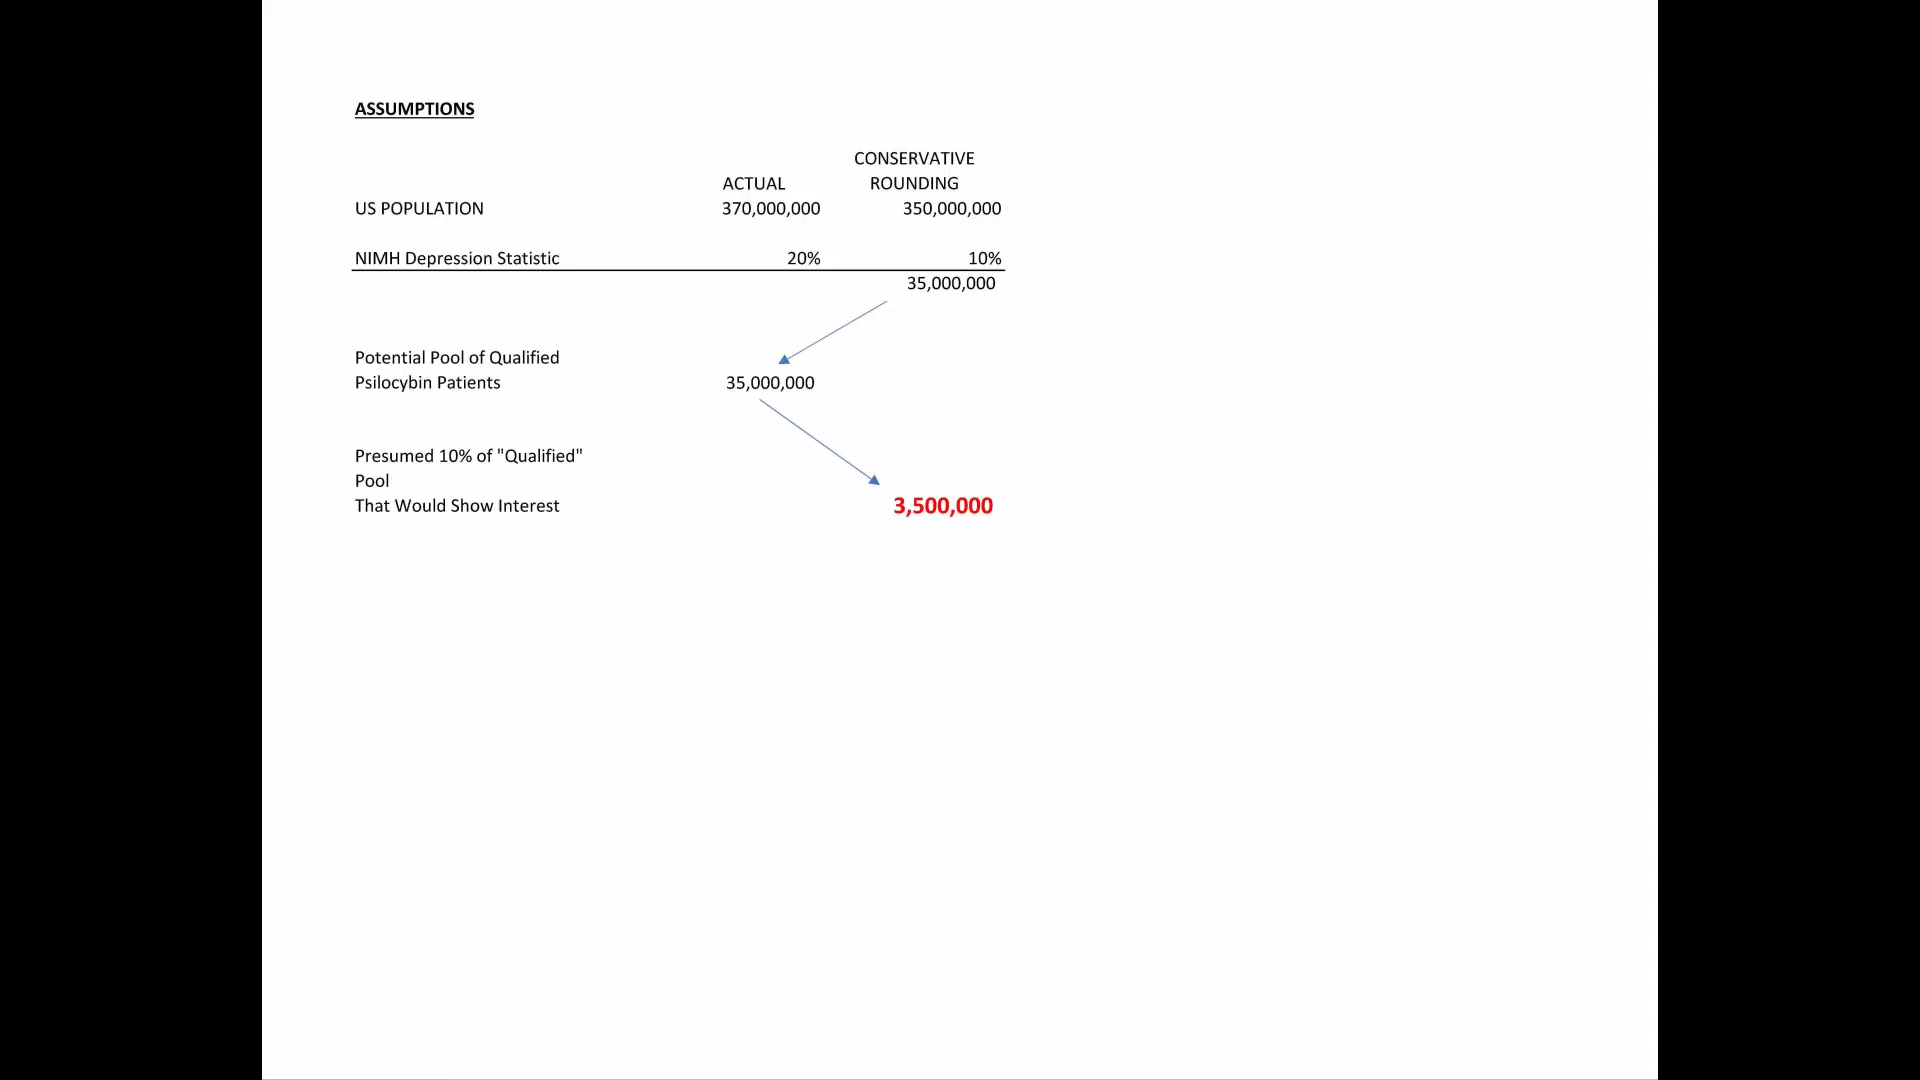 ASSUMPTIONS
CONSERVATIVE
ACTUAL ROUNDING
US POPULATION 370,000,000 350,000,000
NIMH Depression Statistic 20% 10%
35,000,000
Potential Pool of Qualified
Psilocybin Patients 35,000,000
Presumed 10% of "Qualified"
Pool
That Would Show Interest 3,500,000